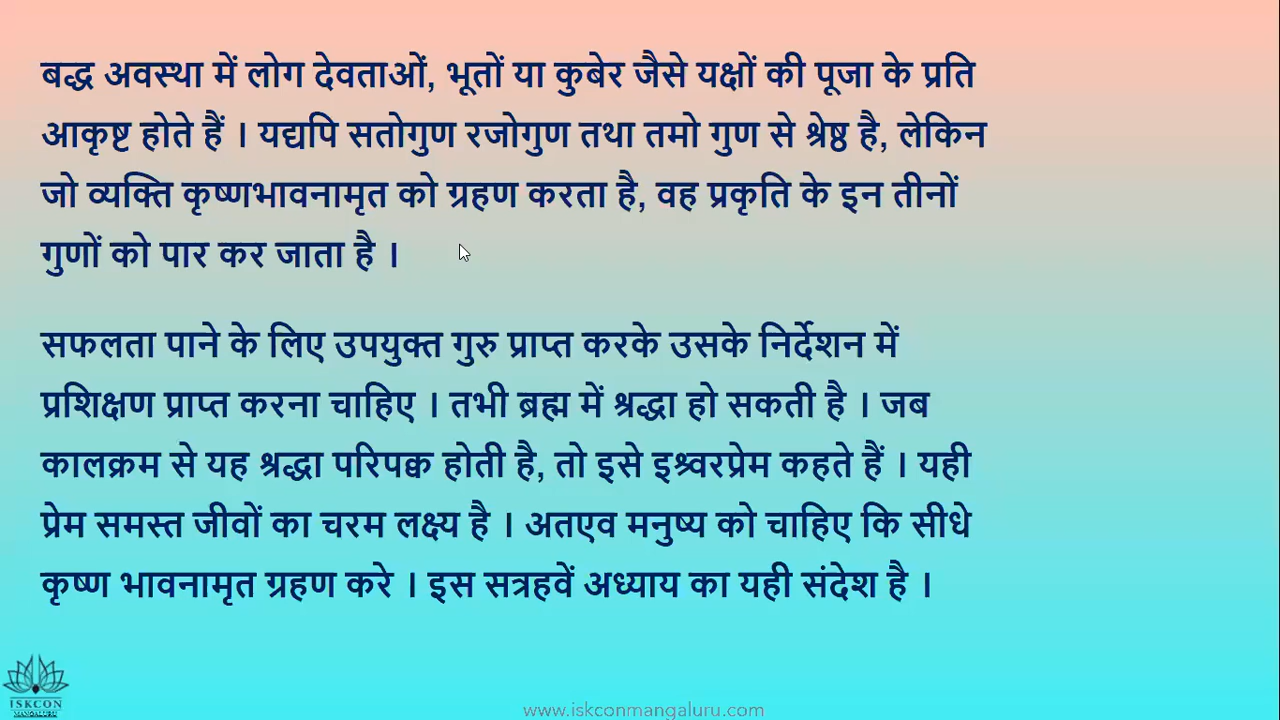 बद्ध अवस्था में लोग देवताओं, भूतों या कुबेर जैसे यक्षों की पूजा के प्रति
आकृष्ट होते हैं । यद्यपि सतोगुण रजोगुण तथा तमो गुण से श्रेष्ठ है, लेकिन
जो व्यक्ति कृष्णभावनामृत को ग्रहण करता है, वह प्रकृति के इन तीनों
गुणों को पार कर जाता है ।
सफलता पाने के लिए उपयुक्त गुरु प्राप्त करके उसके निर्देशन में
प्रशिक्षण प्राप्त करना चाहिए । तभी ब्रह्म में श्रद्धा हो सकती है । जब
कालक्रम से यह श्रद्धा परिपक्व होती है, तो इसे इश्र्वरप्रेम कहते हैं । यही
प्रेम समस्त जीवों का चरम लक्ष्य है । अतएव मनुष्य को चाहिए कि सीधे
कृष्ण भावनामृत ग्रहण करे । इस सत्रहवें अध्याय का यही संदेश है ।
ISKCON
MANGALURU
www.iskconmangaluru.com